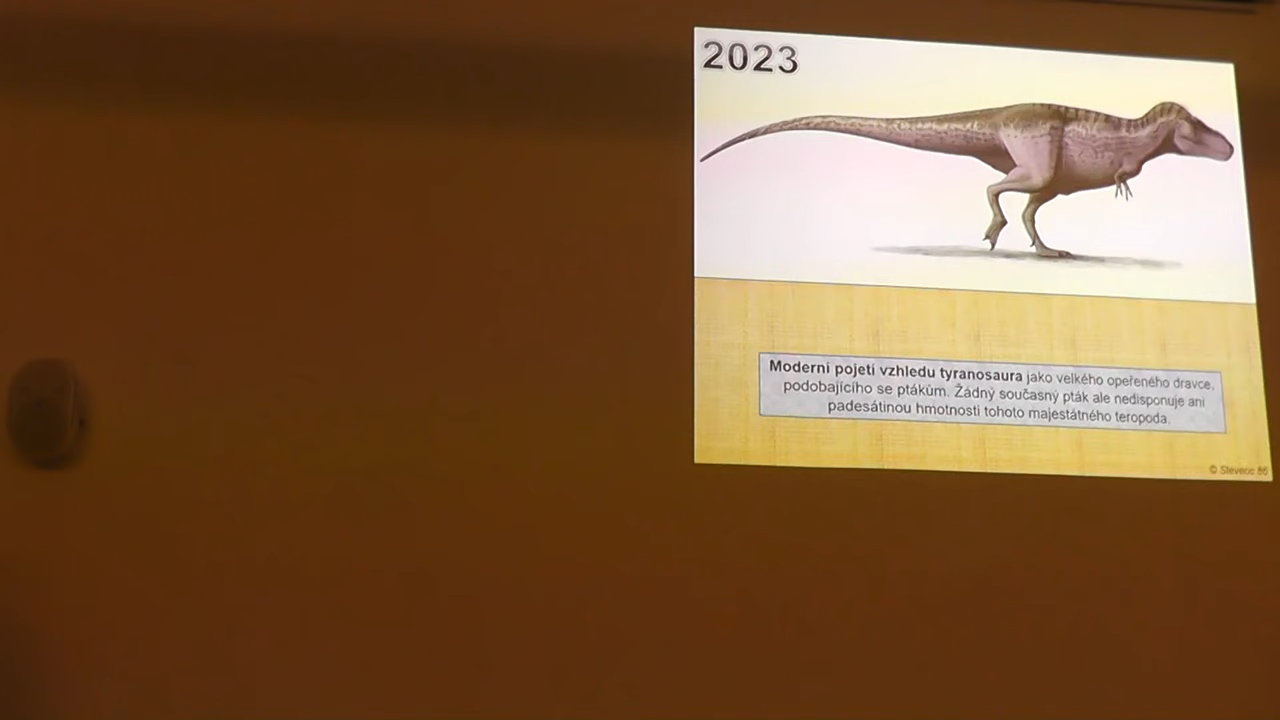 2023
Moderní pojetí vzhledu tyranosaura jako velkého opeřeného dravce,
podobajícího se ptákům. Žádný současný pták ale nedisponuje ani
padesátinou hmotnosti tohoto majestátného teropoda.
© Steveoc 86